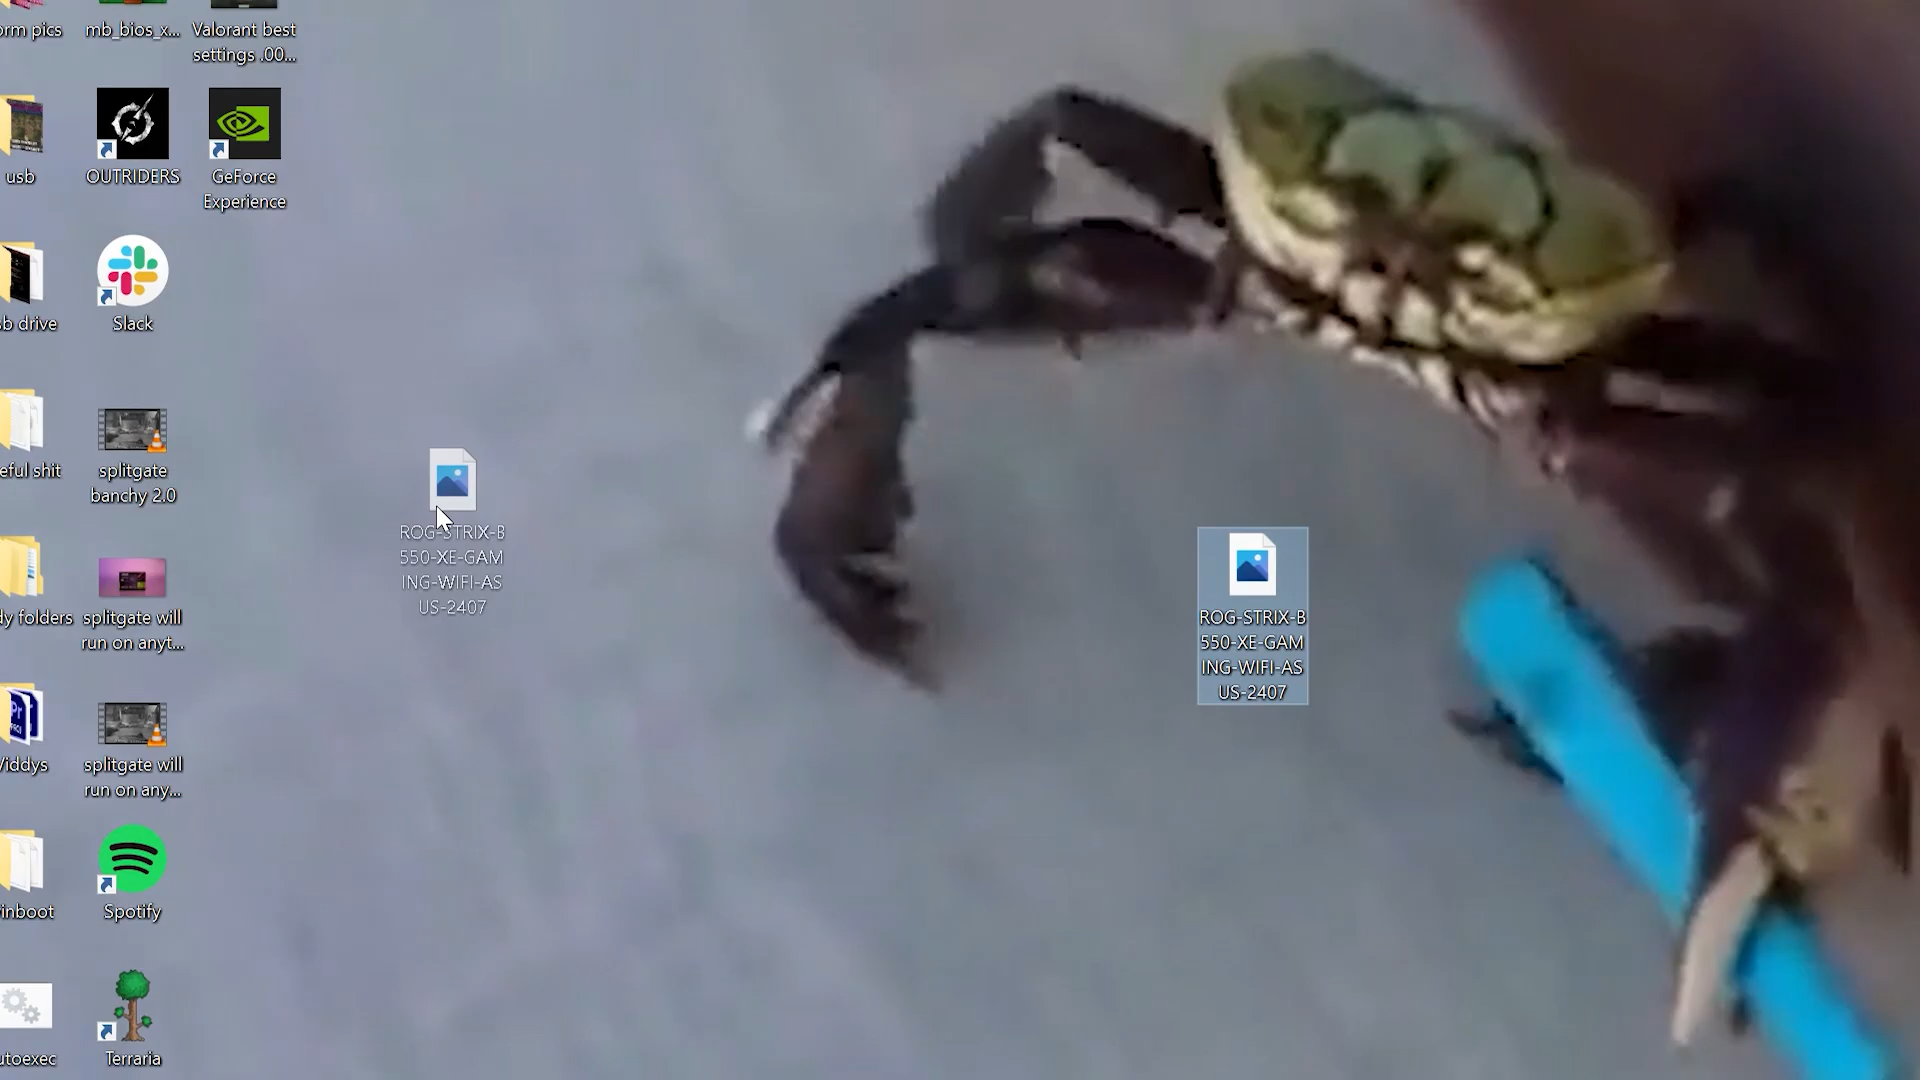 orm pics
mb_bios_x...
Valorant best
settings .00...
usb
OUTRIDERS
GeForce
Experience
sb drive
Slack
eful shit
splitgate
banchy 2.0
ROG-STRIX-B
550-XE-GAM
ING-WIFI-AS
US-2407
ROG-STRIX-B
550-XE-GAM
ING-WIFI-AS
US-2407
dy folders
splitgate will
run on anyt...
Pr
Viddys
splitgate will
run on any...
inboot
Spotify
utoexec
Terraria